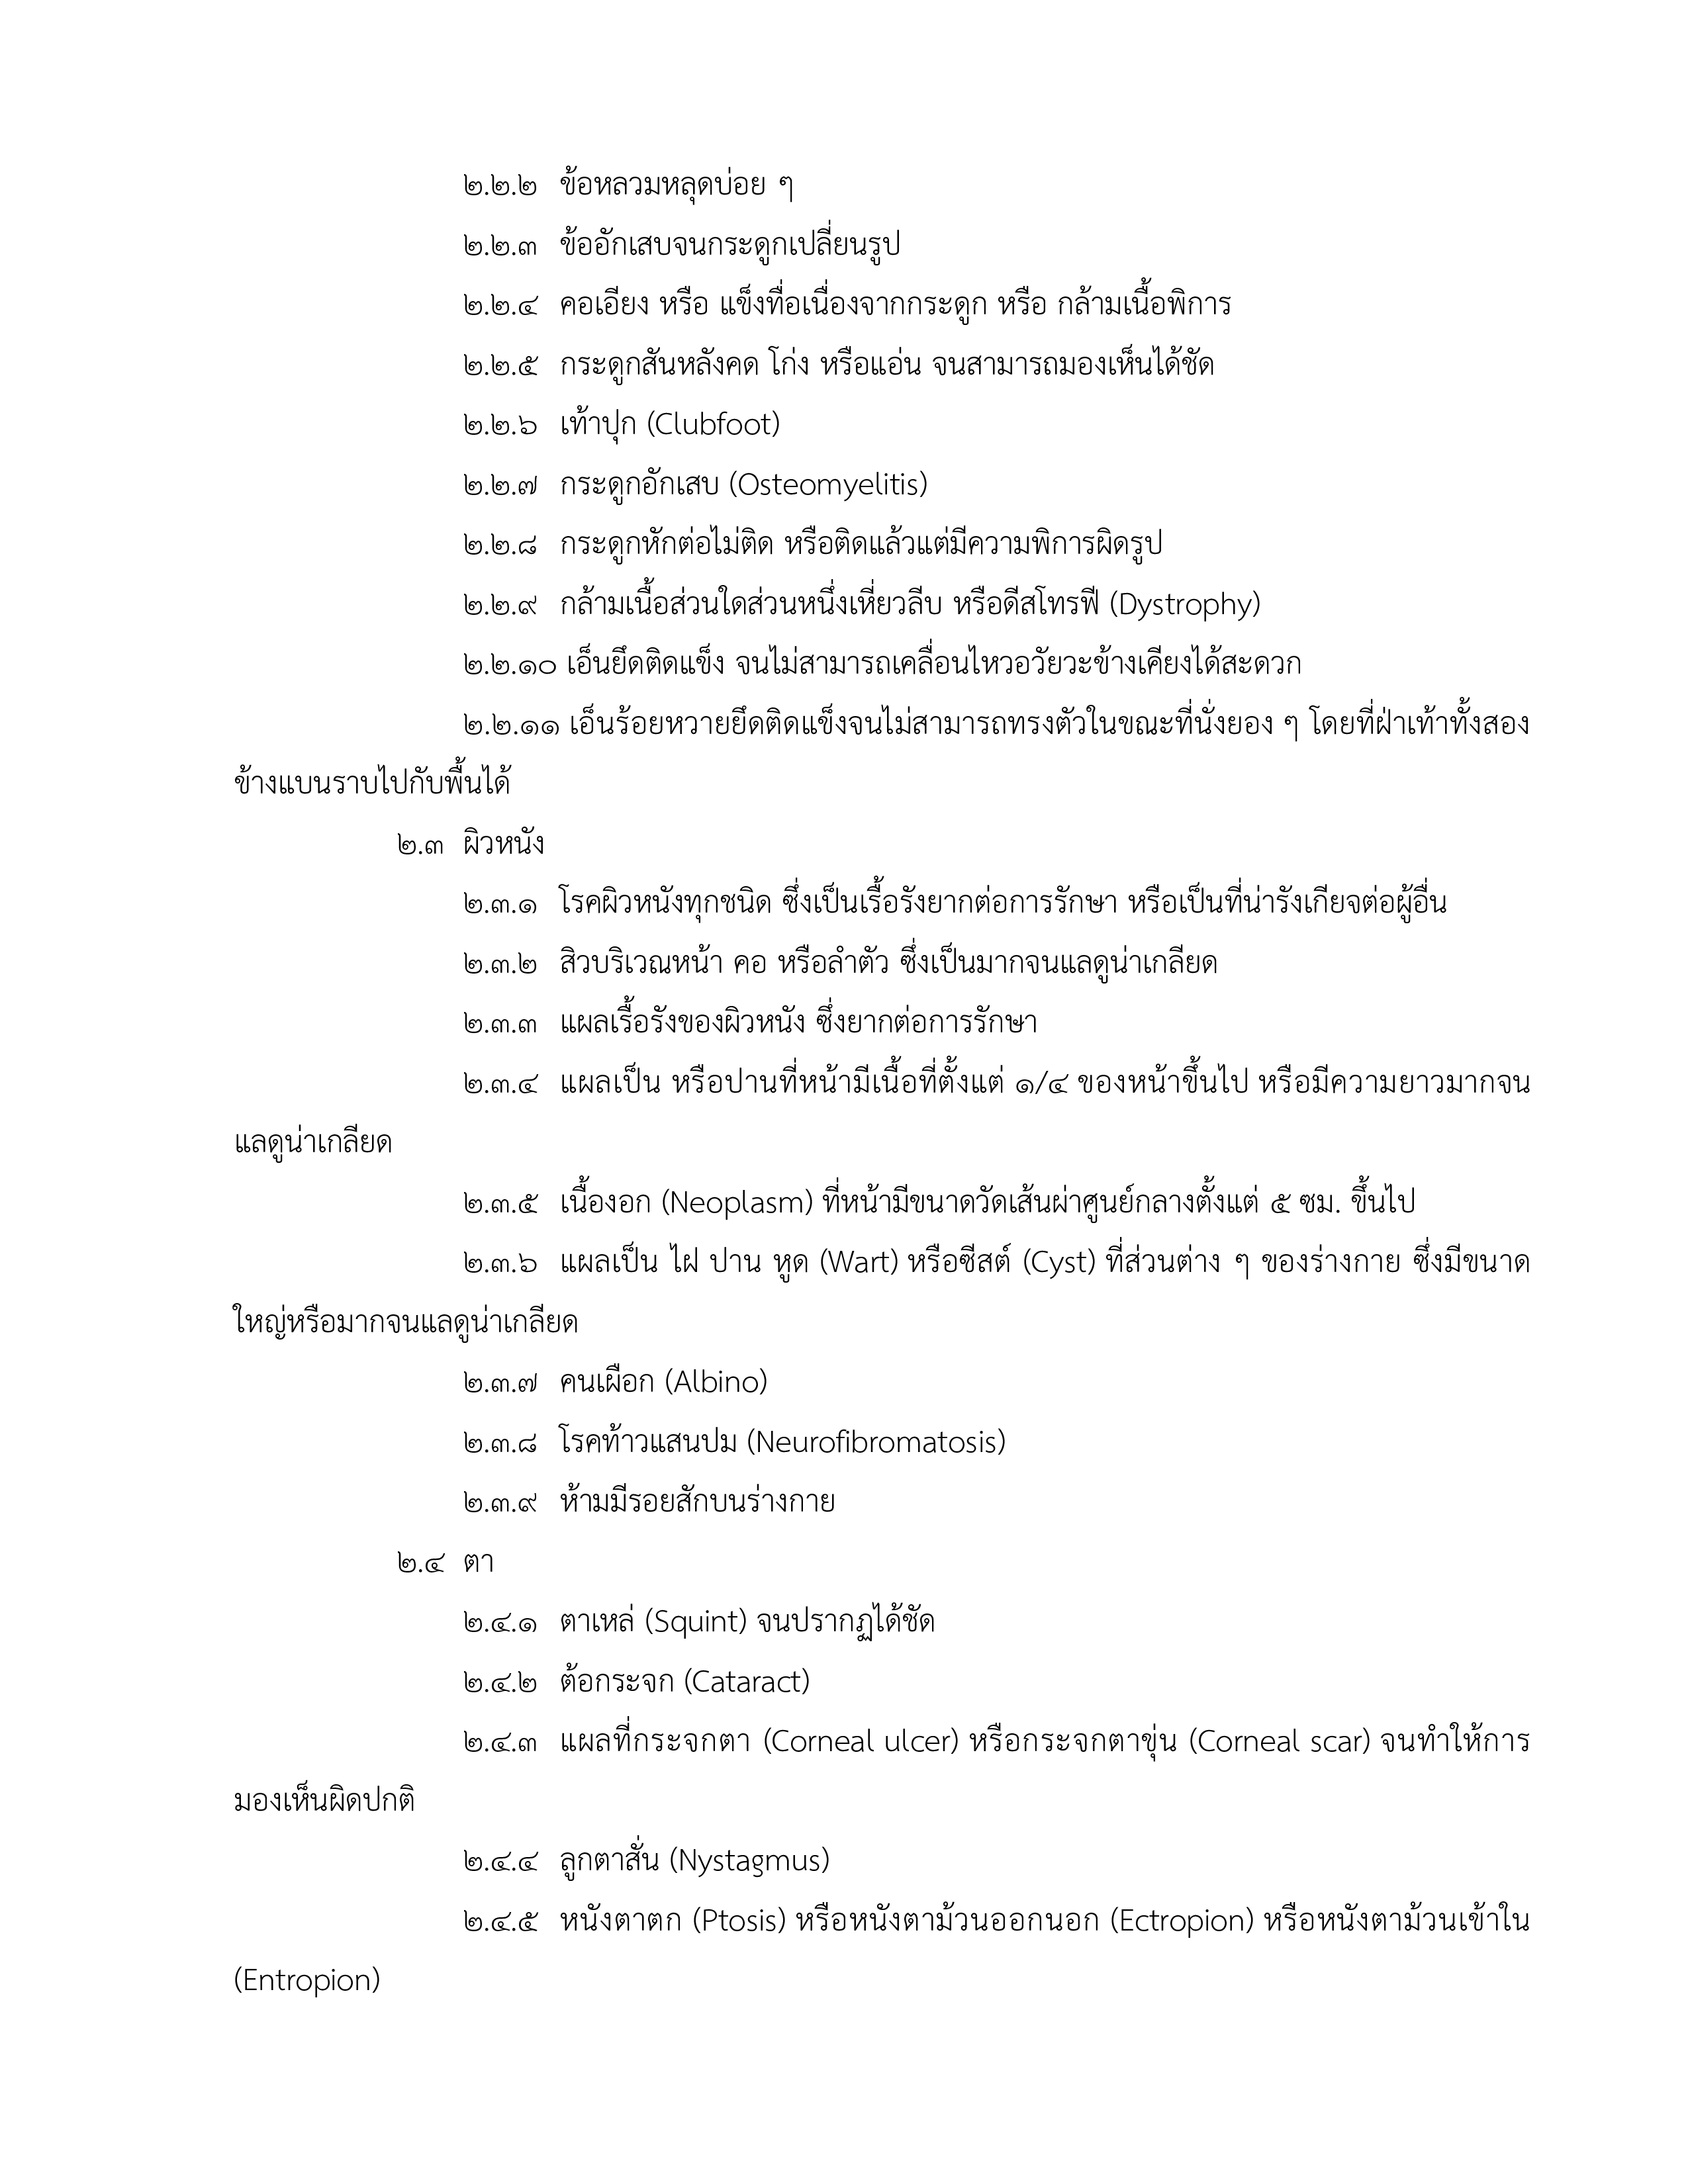 ๒.๒.๒ ข้อหลวมหลุดบ่อย ๆ
๒.๒.๓ ข้ออักเสบจนกระดูกเปลี่ยนรูป
๒.๒.๔ คอเอียง หรือ แข็งทื่อเนื่องจากกระดูก หรือ กล้ามเนื้อพิการ
๒.๒.๕ กระดูกสันหลังคด โก่ง หรือแอ่น จนสามารถมองเห็นได้ชัด
๒.๒.๖ เท้าปุก (Clubfoot)
๒.๒.๗ กระดูกอักเสบ (Osteomyelitis)
๒.๒.๘ กระดูกหักต่อไม่ติด หรือติดแล้วแต่มีความพิการผิดรูป
๒.๒.๙ กล้ามเนื้อส่วนใดส่วนหนึ่งเหี่ยวลีบ หรือดีสโทรฟี (Dystrophy)
๒.๒.๑๐ เอ็นยึดติดแข็ง จนไม่สามารถเคลื่อนไหวอวัยวะข้างเคียงได้สะดวก
๒.๒.๑๑ เอ็นร้อยหวายยึดติดแข็งจนไม่สามารถทรงตัวในขณะที่นั่งยอง ๆ โดยที่ฝ่าเท้าทั้งสอง
ข้างแบนราบไปกับพื้นได้
๒.๓ ผิวหนัง
๒.๓.๑ โรคผิวหนังทุกชนิด ซึ่งเป็นเรื้อรังยากต่อการรักษา หรือเป็นที่น่ารังเกียจต่อผู้อื่น
๒.๓.๒ สิวบริเวณหน้า คอ หรือลำตัว ซึ่งเป็นมากจนแลดูน่าเกลียด
๒.๓.๓ แผลเรื้อรังของผิวหนัง ซึ่งยากต่อการรักษา
๒.๓.๔ แผลเป็น หรือปานที่หน้ามีเนื้อที่ตั้งแต่ ๑/๔ ของหน้าขึ้นไป หรือมีความยาวมากจน
แลดูน่าเกลียด
๒.๓.๕ เนื้องอก (Neoplasm) ที่หน้ามีขนาดวัดเส้นผ่าศูนย์กลางตั้งแต่ ๕ ซม. ขึ้นไป
๒.๓.๖ แผลเป็น ไฝ ปาน หูด (Wart) หรือซีสต์ (Cyst) ที่ส่วนต่าง ๆ ของร่างกาย ซึ่งมีขนาด
ใหญ่หรือมากจนแลดูน่าเกลียด
๒.๓.๗ คนเผือก (Albino)
๒.๓.๘ โรคท้าวแสนปม (Neurofibromatosis)
๒.๓.๙ ห้ามมีรอยสักบนร่างกาย
๒.๔ ตา
๒.๔.๑ ตาเหล่ (Squint) จนปรากฏได้ชัด
๒.๔.๒ ต้อกระจก (Cataract)
๒.๔.๓ แผลที่กระจกตา (Corneal ulcer) หรือกระจกตาขุ่น (Corneal scar) จนทำให้การ
มองเห็นผิดปกติ
๒.๔.๔ ลูกตาสั่น (Nystagmus)
๒.๔.๕ หนังตาตก (Ptosis) หรือหนังตาม้วนออกนอก (Ectropion) หรือหนังตาม้วนเข้าใน
(Entropion)